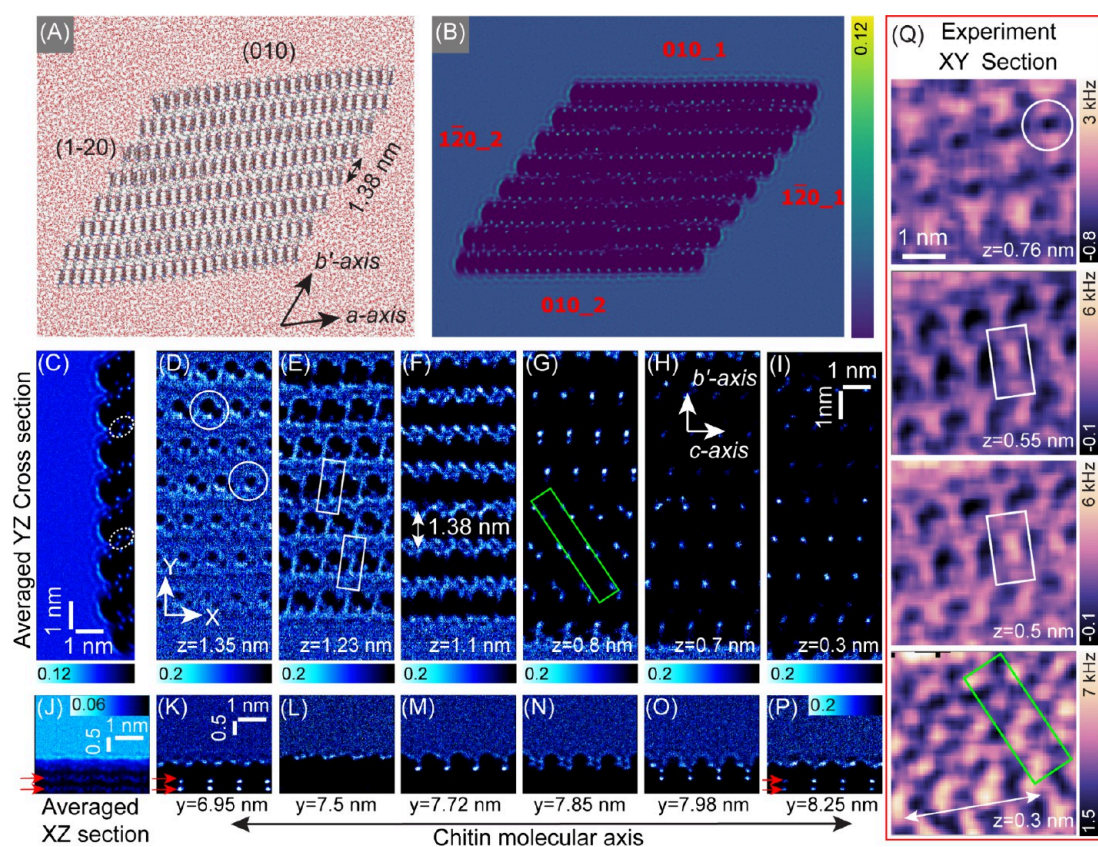 (A)
(010)
(1-20)
1.38 nm
b'-axis
a-axis
(B)
010_1
1̅2̅0_2
1̅2̅0_1
010_2
0.12
Averaged YZ Cross section
(C)
1 nm
1 nm
0.12
(D)
Y
X
z=1.35 nm
0.2
(E)
z=1.23 nm
0.2
(F)
1.38 nm
z=1.1 nm
0.2
(G)
z=0.8 nm
0.2
(H)
b'-axis
c-axis
z=0.7 nm
0.2
(I)
1 nm
1nm
z=0.3 nm
0.2
(J)
0.06
1 nm
0.5
Averaged
XZ section
(K)
1 nm
0.5
y=6.95 nm
(L)
y=7.5 nm
(M)
y=7.72 nm
(N)
y=7.85 nm
(O)
y=7.98 nm
(P)
0.2
y=8.25 nm
Chitin molecular axis
(Q)
Experiment
XY Section
3 kHz
1 nm
z=0.76 nm
-0.8
6 kHz
z=0.55 nm
-0.1
6 kHz
z=0.5 nm
-0.1
7 kHz
z=0.3 nm
1.5